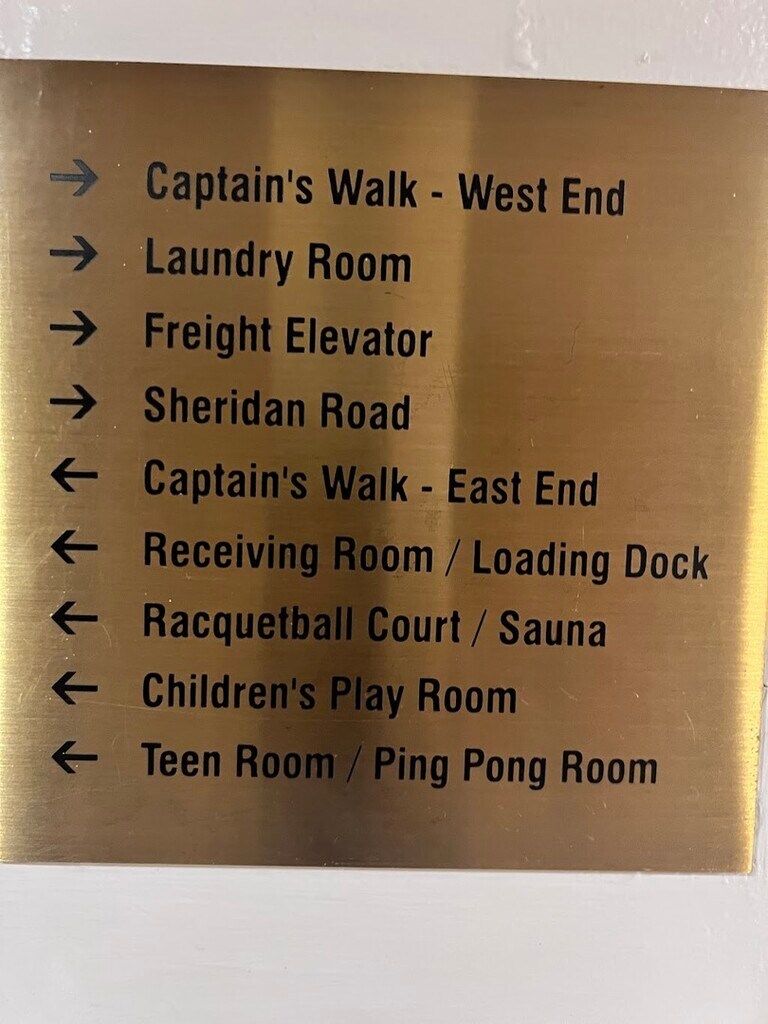 → Captain's Walk - West End
→ Laundry Room
→ Freight Elevator
→ Sheridan Road
← Captain's Walk - East End
← Receiving Room / Loading Dock
← Racquetball Court / Sauna
← Children's Play Room
← Teen Room / Ping Pong Room